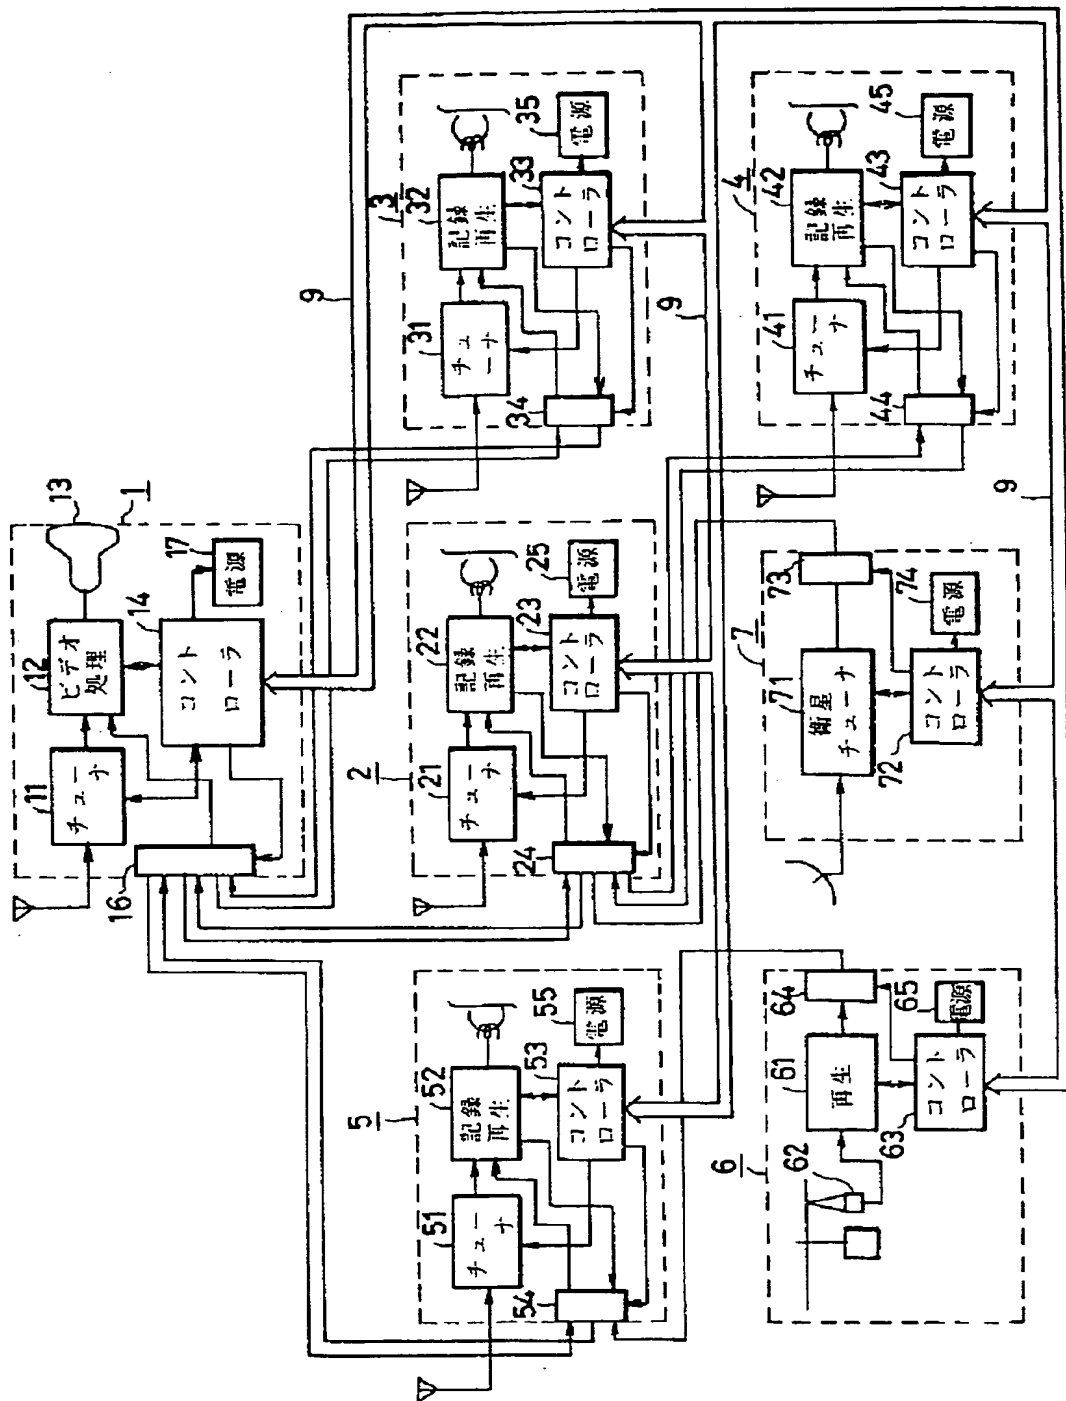 1
11
チューナ
12
ビデオ
処理
13
14
コント
ローラ
16
17
電源
9
2
21
チューナ
22
記録
再生
23
コント
ローラ
24
25
電源
3
31
チューナ
32
記録
再生
33
コント
ローラ
34
35
電源
9
4
41
チューナ
42
記録
再生
43
コント
ローラ
44
45
電源
9
5
51
チューナ
52
記録
再生
53
コント
ローラ
54
55
電源
6
61
再生
62
63
コント
ローラ
64
65
電源
7
71
衛星
チューナ
72
コント
ローラ
73
74
電源